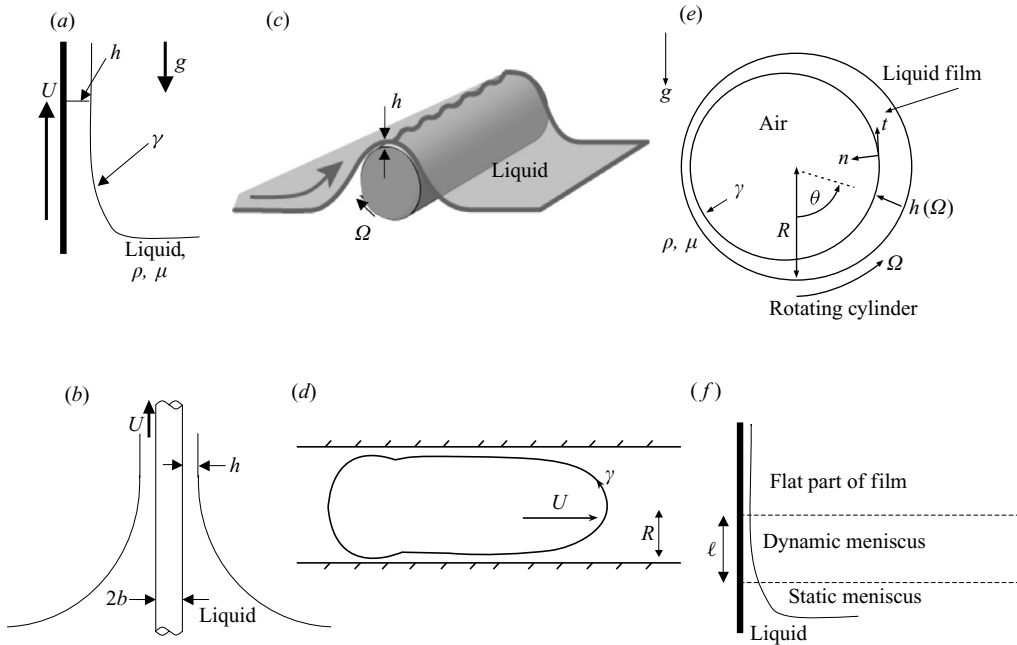 (a)
h
U
g
γ
Liquid,
ρ, μ
(c)
h
Liquid
Ω
(e)
g
Liquid film
Air
t
n
θ
γ
h (Ω)
R
ρ, μ
Ω
Rotating cylinder
(b)
U
h
2b
Liquid
(d)
γ
U
R
(f)
Flat part of film
ℓ
Dynamic meniscus
Static meniscus
Liquid